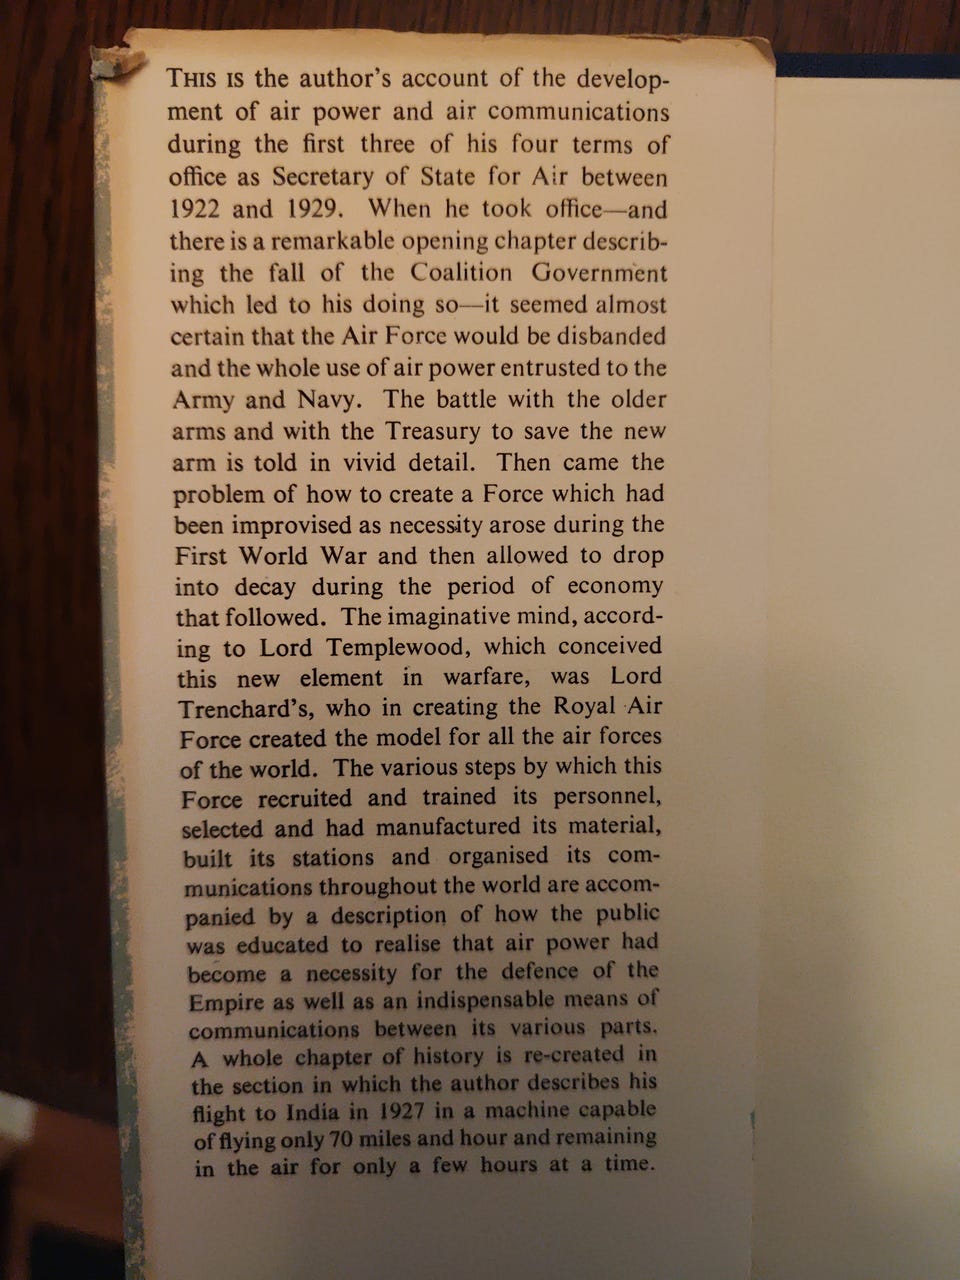 THIS IS the author's account of the develop-
ment of air power and air communications
during the first three of his four terms of
office as Secretary of State for Air between
1922 and 1929. When he took office—and
there is a remarkable opening chapter describ-
ing the fall of the Coalition Government
which led to his doing so—it seemed almost
certain that the Air Force would be disbanded
and the whole use of air power entrusted to the
Army and Navy. The battle with the older
arms and with the Treasury to save the new
arm is told in vivid detail. Then came the
problem of how to create a Force which had
been improvised as necessity arose during the
First World War and then allowed to drop
into decay during the period of economy
that followed. The imaginative mind, accord-
ing to Lord Templewood, which conceived
this new element in warfare, was Lord
Trenchard's, who in creating the Royal Air
Force created the model for all the air forces
of the world. The various steps by which this
Force recruited and trained its personnel,
selected and had manufactured its material,
built its stations and organised its com-
munications throughout the world are accom-
panied by a description of how the public
was educated to realise that air power had
become a necessity for the defence of the
Empire as well as an indispensable means of
communications between its various parts.
A whole chapter of history is re-created in
the section in which the author describes his
flight to India in 1927 in a machine capable
of flying only 70 miles and hour and remaining
in the air for only a few hours at a time.